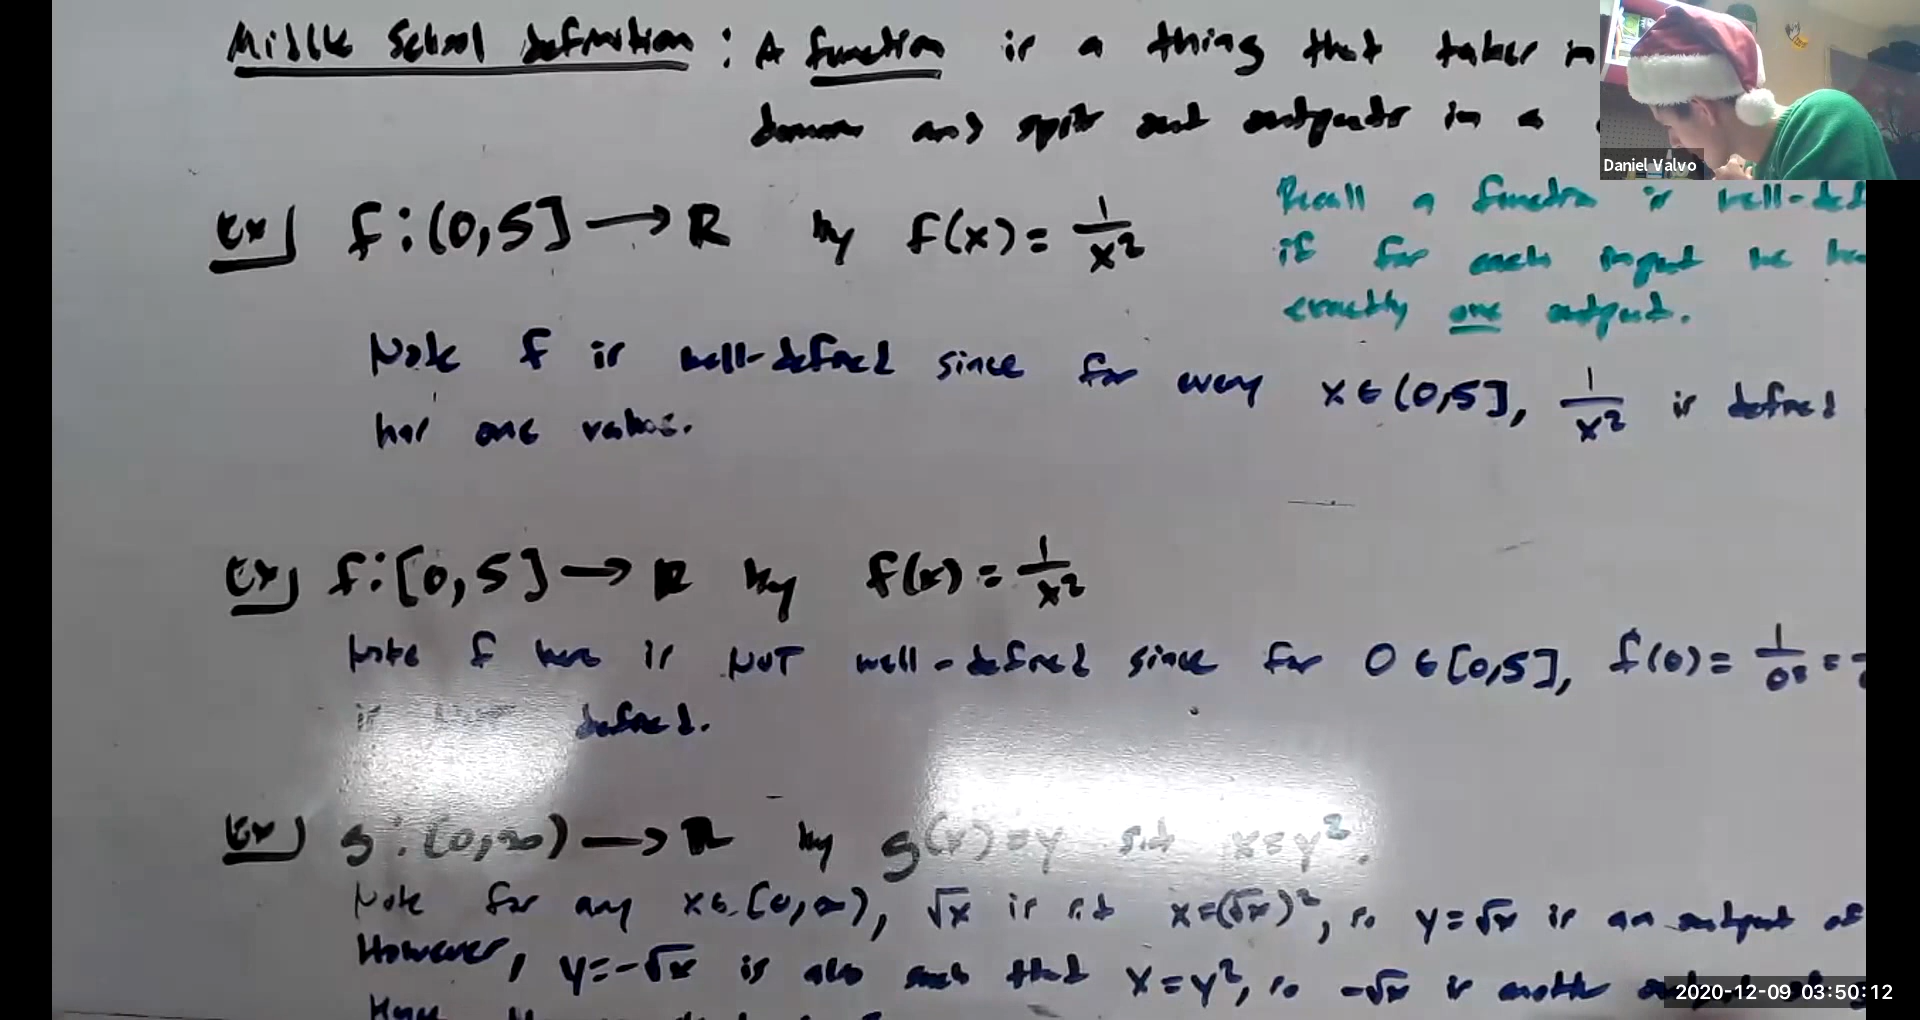 Middle School definition: A function is a thing that takes in
domain and spits out outputs in a
Daniel Valvo
Recall a function is well-def
if for each input we ha
exactly one output.
Ex) f:(0,5] → ℝ by f(x) = 1/x²
Note f is well-defined since for every x∈(0,5], 1/x² is defined
has one value.
Ex) f:[0,5] → ℝ by f(x) = 1/x²
Note f here is NOT well-defined since for 0∈[0,5], f(0) = 1/0² =
is defined.
Ex) → ℝ by g(x)=y s.t. x=y².
Note for any x∈[0,∞), √x is s.t. x=(√x)², so y=√x is an output of
However, y=-√x is also such that x=y², so -√x is another
2020-12-09 03:50:12